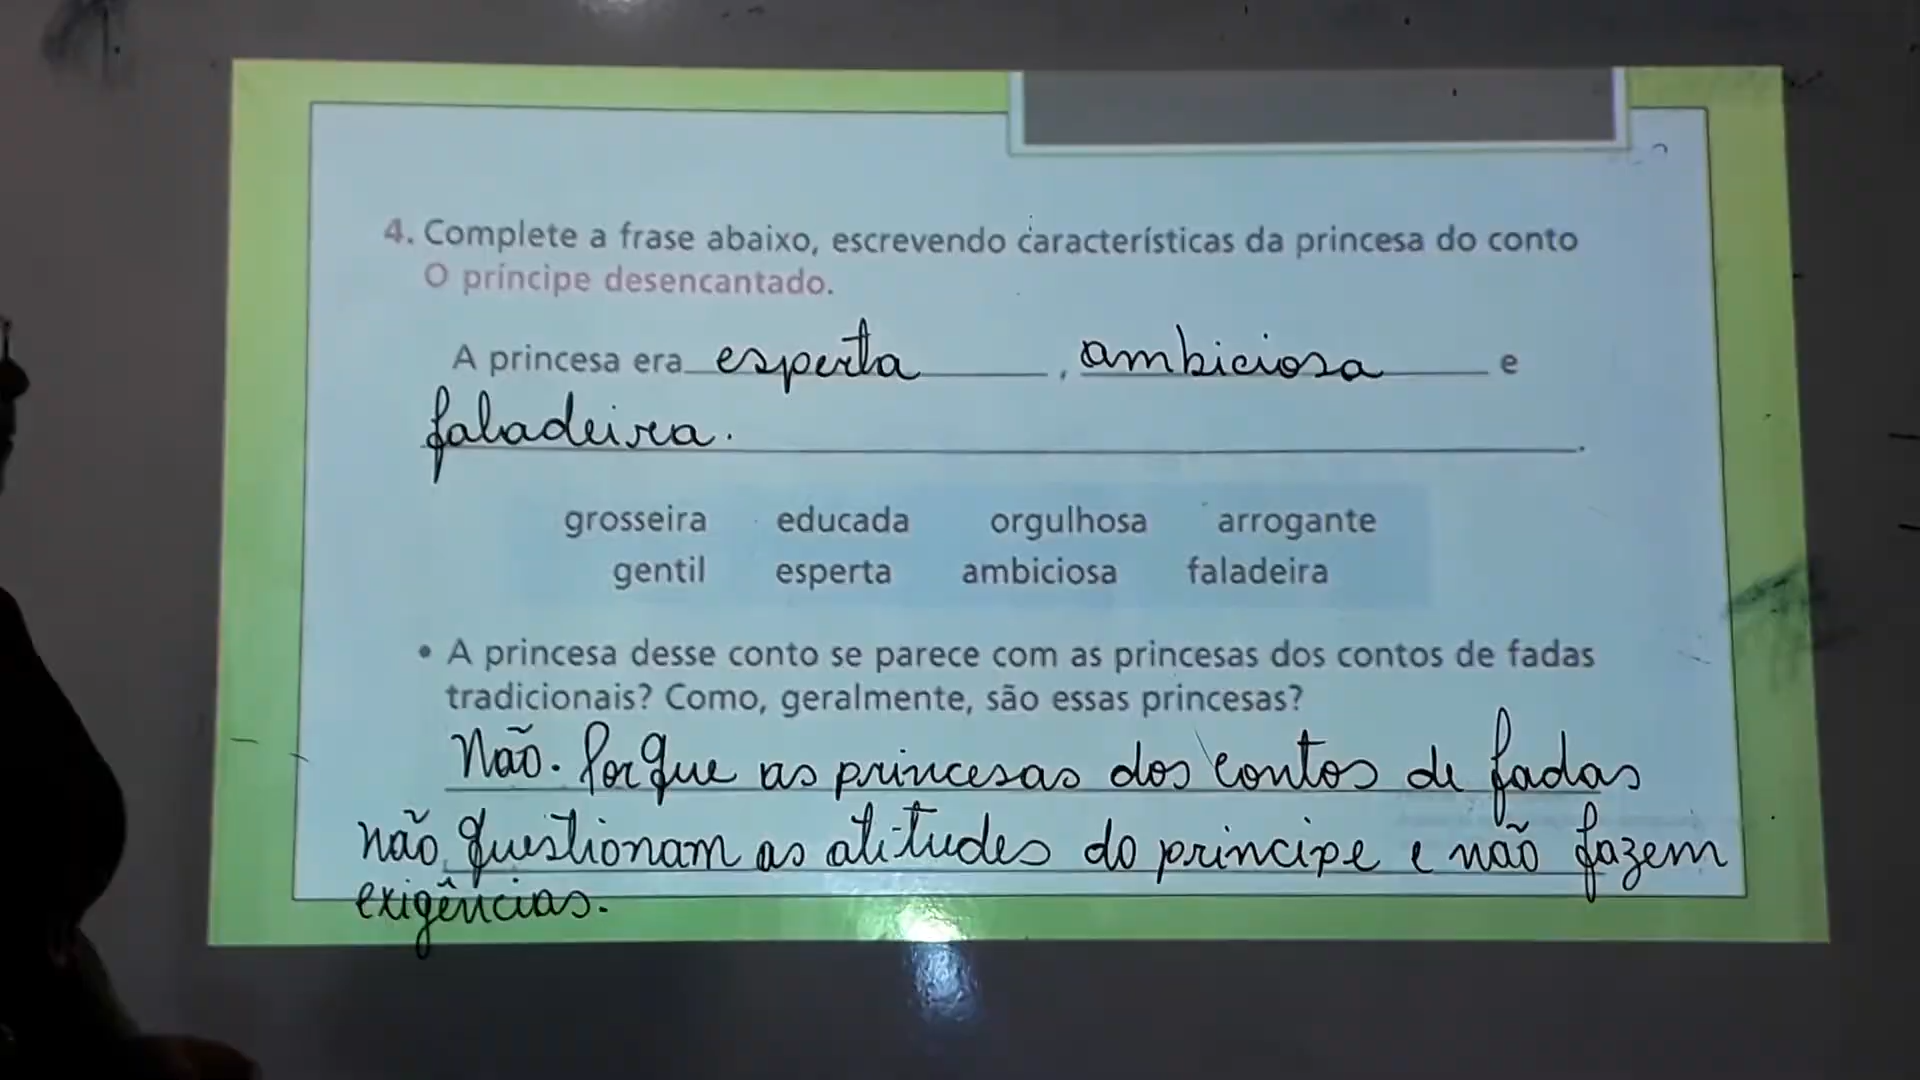 4. Complete a frase abaixo, escrevendo características da princesa do conto
O príncipe desencantado.
A princesa era esperta, ambiciosa e
faladeira.
grosseira educada orgulhosa arrogante
gentil esperta ambiciosa faladeira
• A princesa desse conto se parece com as princesas dos contos de fadas
tradicionais? Como, geralmente, são essas princesas?
Não. Porque as princesas dos contos de fadas
não questionam as atitudes do príncipe e não fazem
exigências.